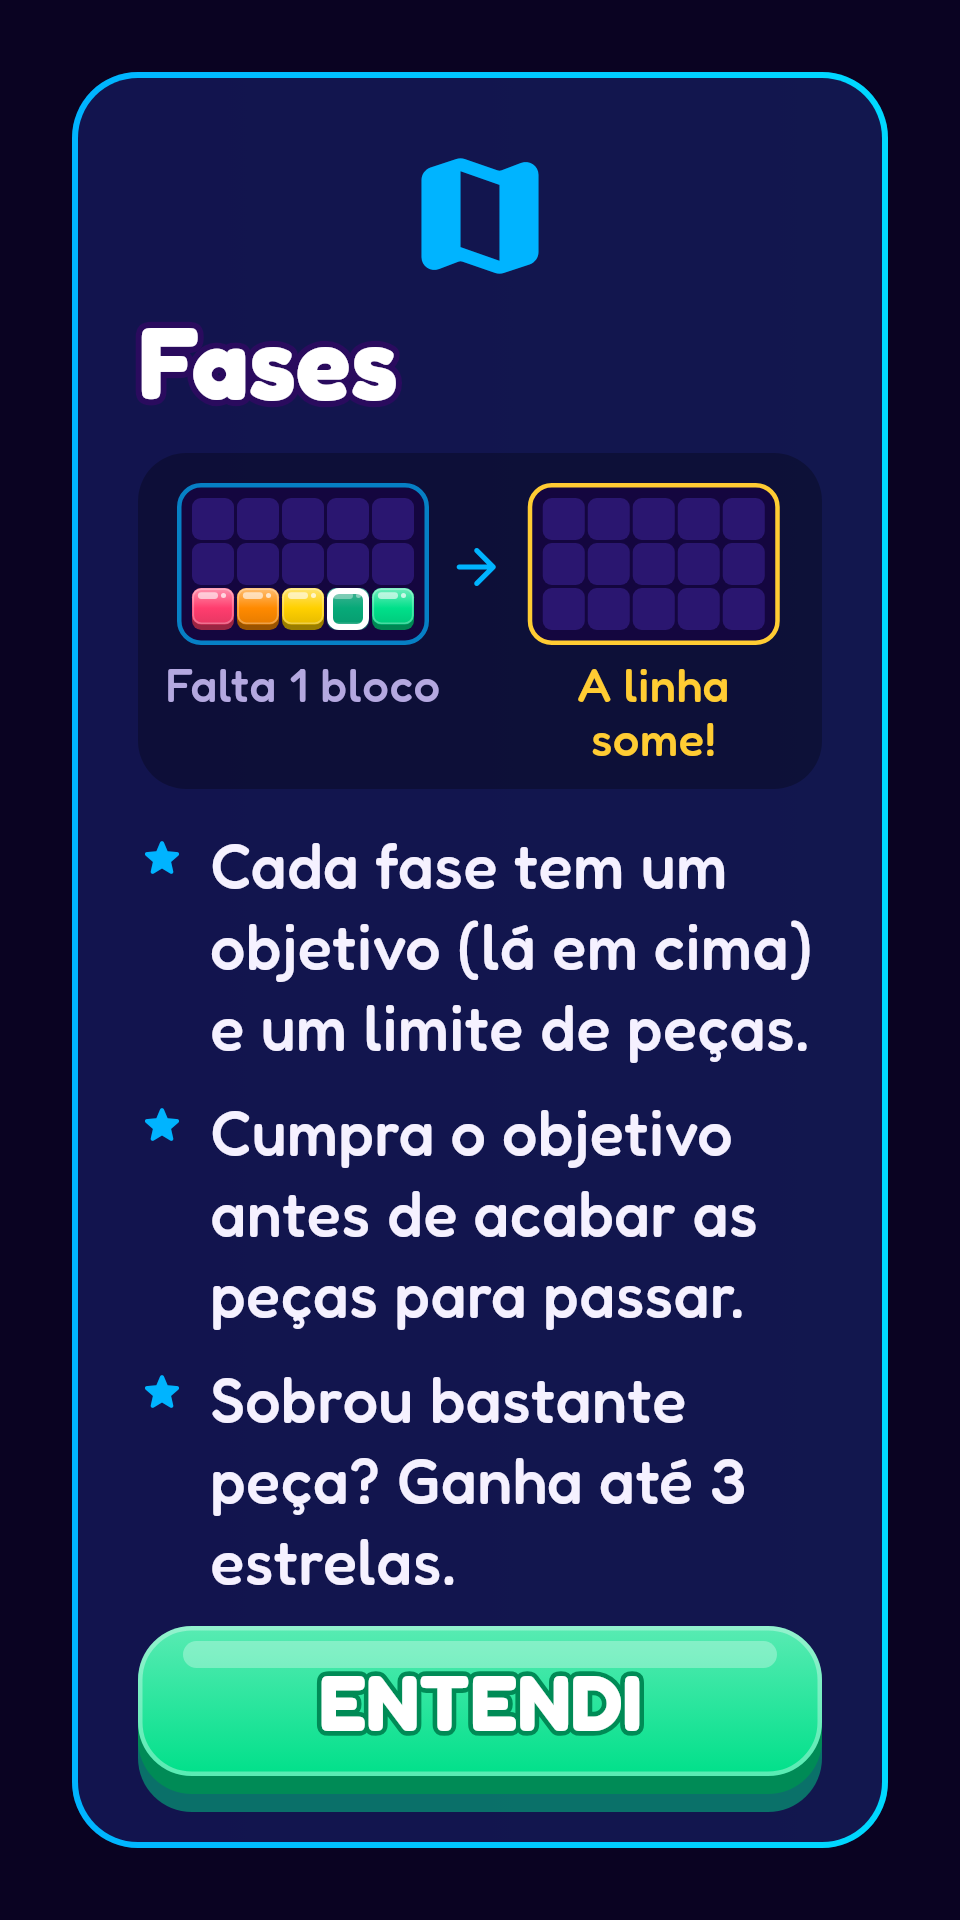 Fases
Falta 1 bloco
A linha
some!
Cada fase tem um
objetivo (lá em cima)
e um limite de peças.
Cumpra o objetivo
antes de acabar as
peças para passar.
Sobrou bastante
peça? Ganha até 3
estrelas.
ENTENDI